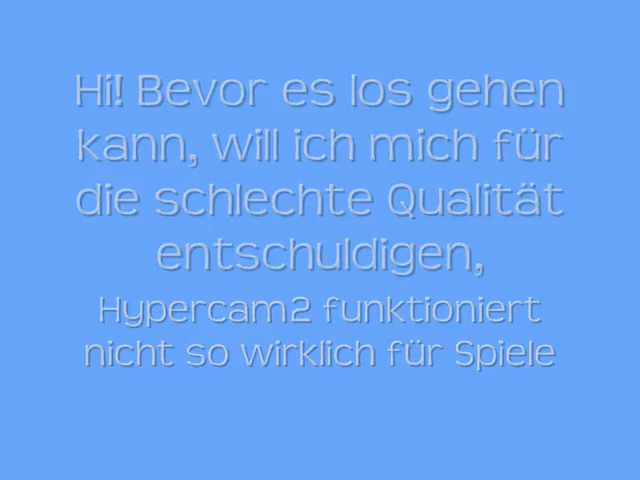 Hi! Bevor es los gehen
kann, will ich mich für
die schlechte Qualität
entschuldigen,
Hypercam2 funktioniert
nicht so wirklich für Spiele